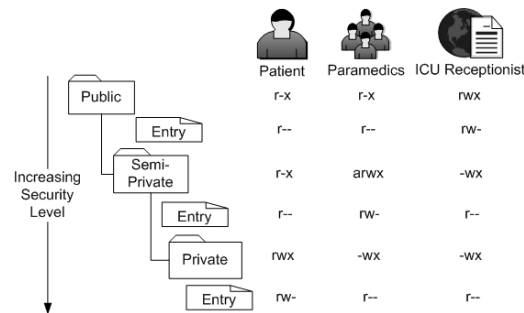 Patient Paramedics ICU Receptionist
Public r-x r-x rwx
Entry r-- r-- rw-
Semi-
Private r-x arwx -wx
Increasing
Security
Level
Entry r-- rw- r--
Private rwx -wx -wx
Entry rw- r-- r--